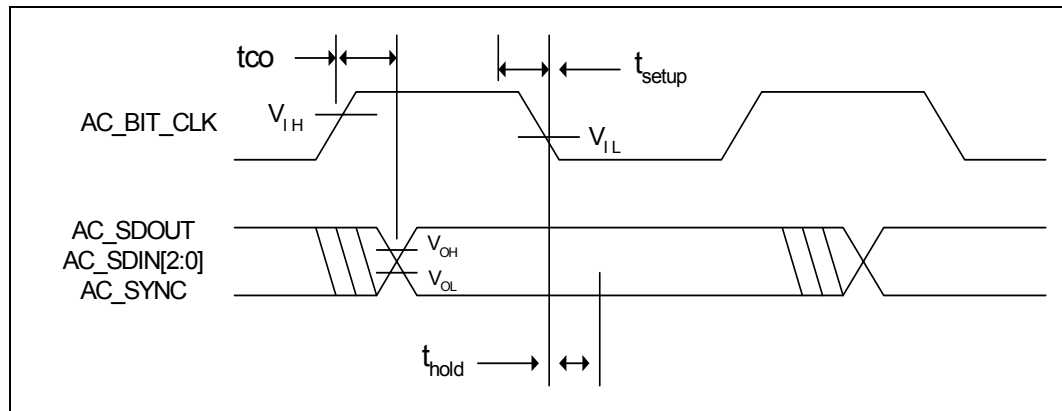 tco
t_setup
AC_BIT_CLK
V_IH
V_IL
AC_SDOUT
AC_SDIN[2:0]
AC_SYNC
V_OH
V_OL
t_hold